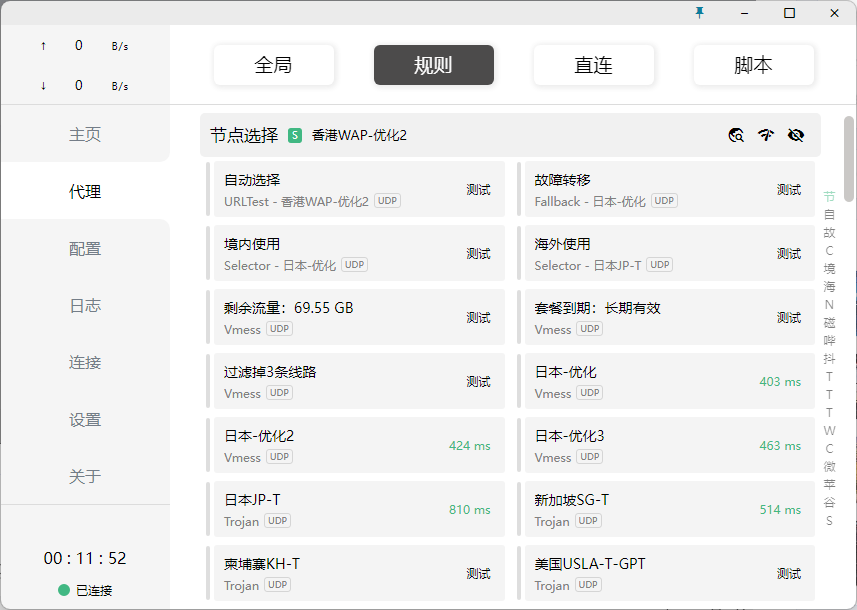 ↑ 0 B/s
↓ 0 B/s
主页
代理
配置
日志
连接
设置
关于
00 : 11 : 52
已连接
全局 规则 直连 脚本
节点选择 S 香港WAP-优化2
自动选择
URLTest - 香港WAP-优化2 UDP
测试
故障转移
Fallback - 日本-优化 UDP
测试
境内使用
Selector - 日本-优化 UDP
测试
海外使用
Selector - 日本JP-T UDP
测试
剩余流量：69.55 GB
Vmess UDP
测试
套餐到期：长期有效
Vmess UDP
测试
过滤掉3条线路
Vmess UDP
测试
日本-优化
Vmess UDP
403 ms
日本-优化2
Vmess UDP
424 ms
日本-优化3
Vmess UDP
463 ms
日本JP-T
Trojan UDP
810 ms
新加坡SG-T
Trojan UDP
514 ms
柬埔寨KH-T
Trojan UDP
测试
美国USLA-T-GPT
Trojan UDP
测试
节
自
故
C
境
海
N
磁
哔
抖
T
T
T
W
C
微
苹
谷
S